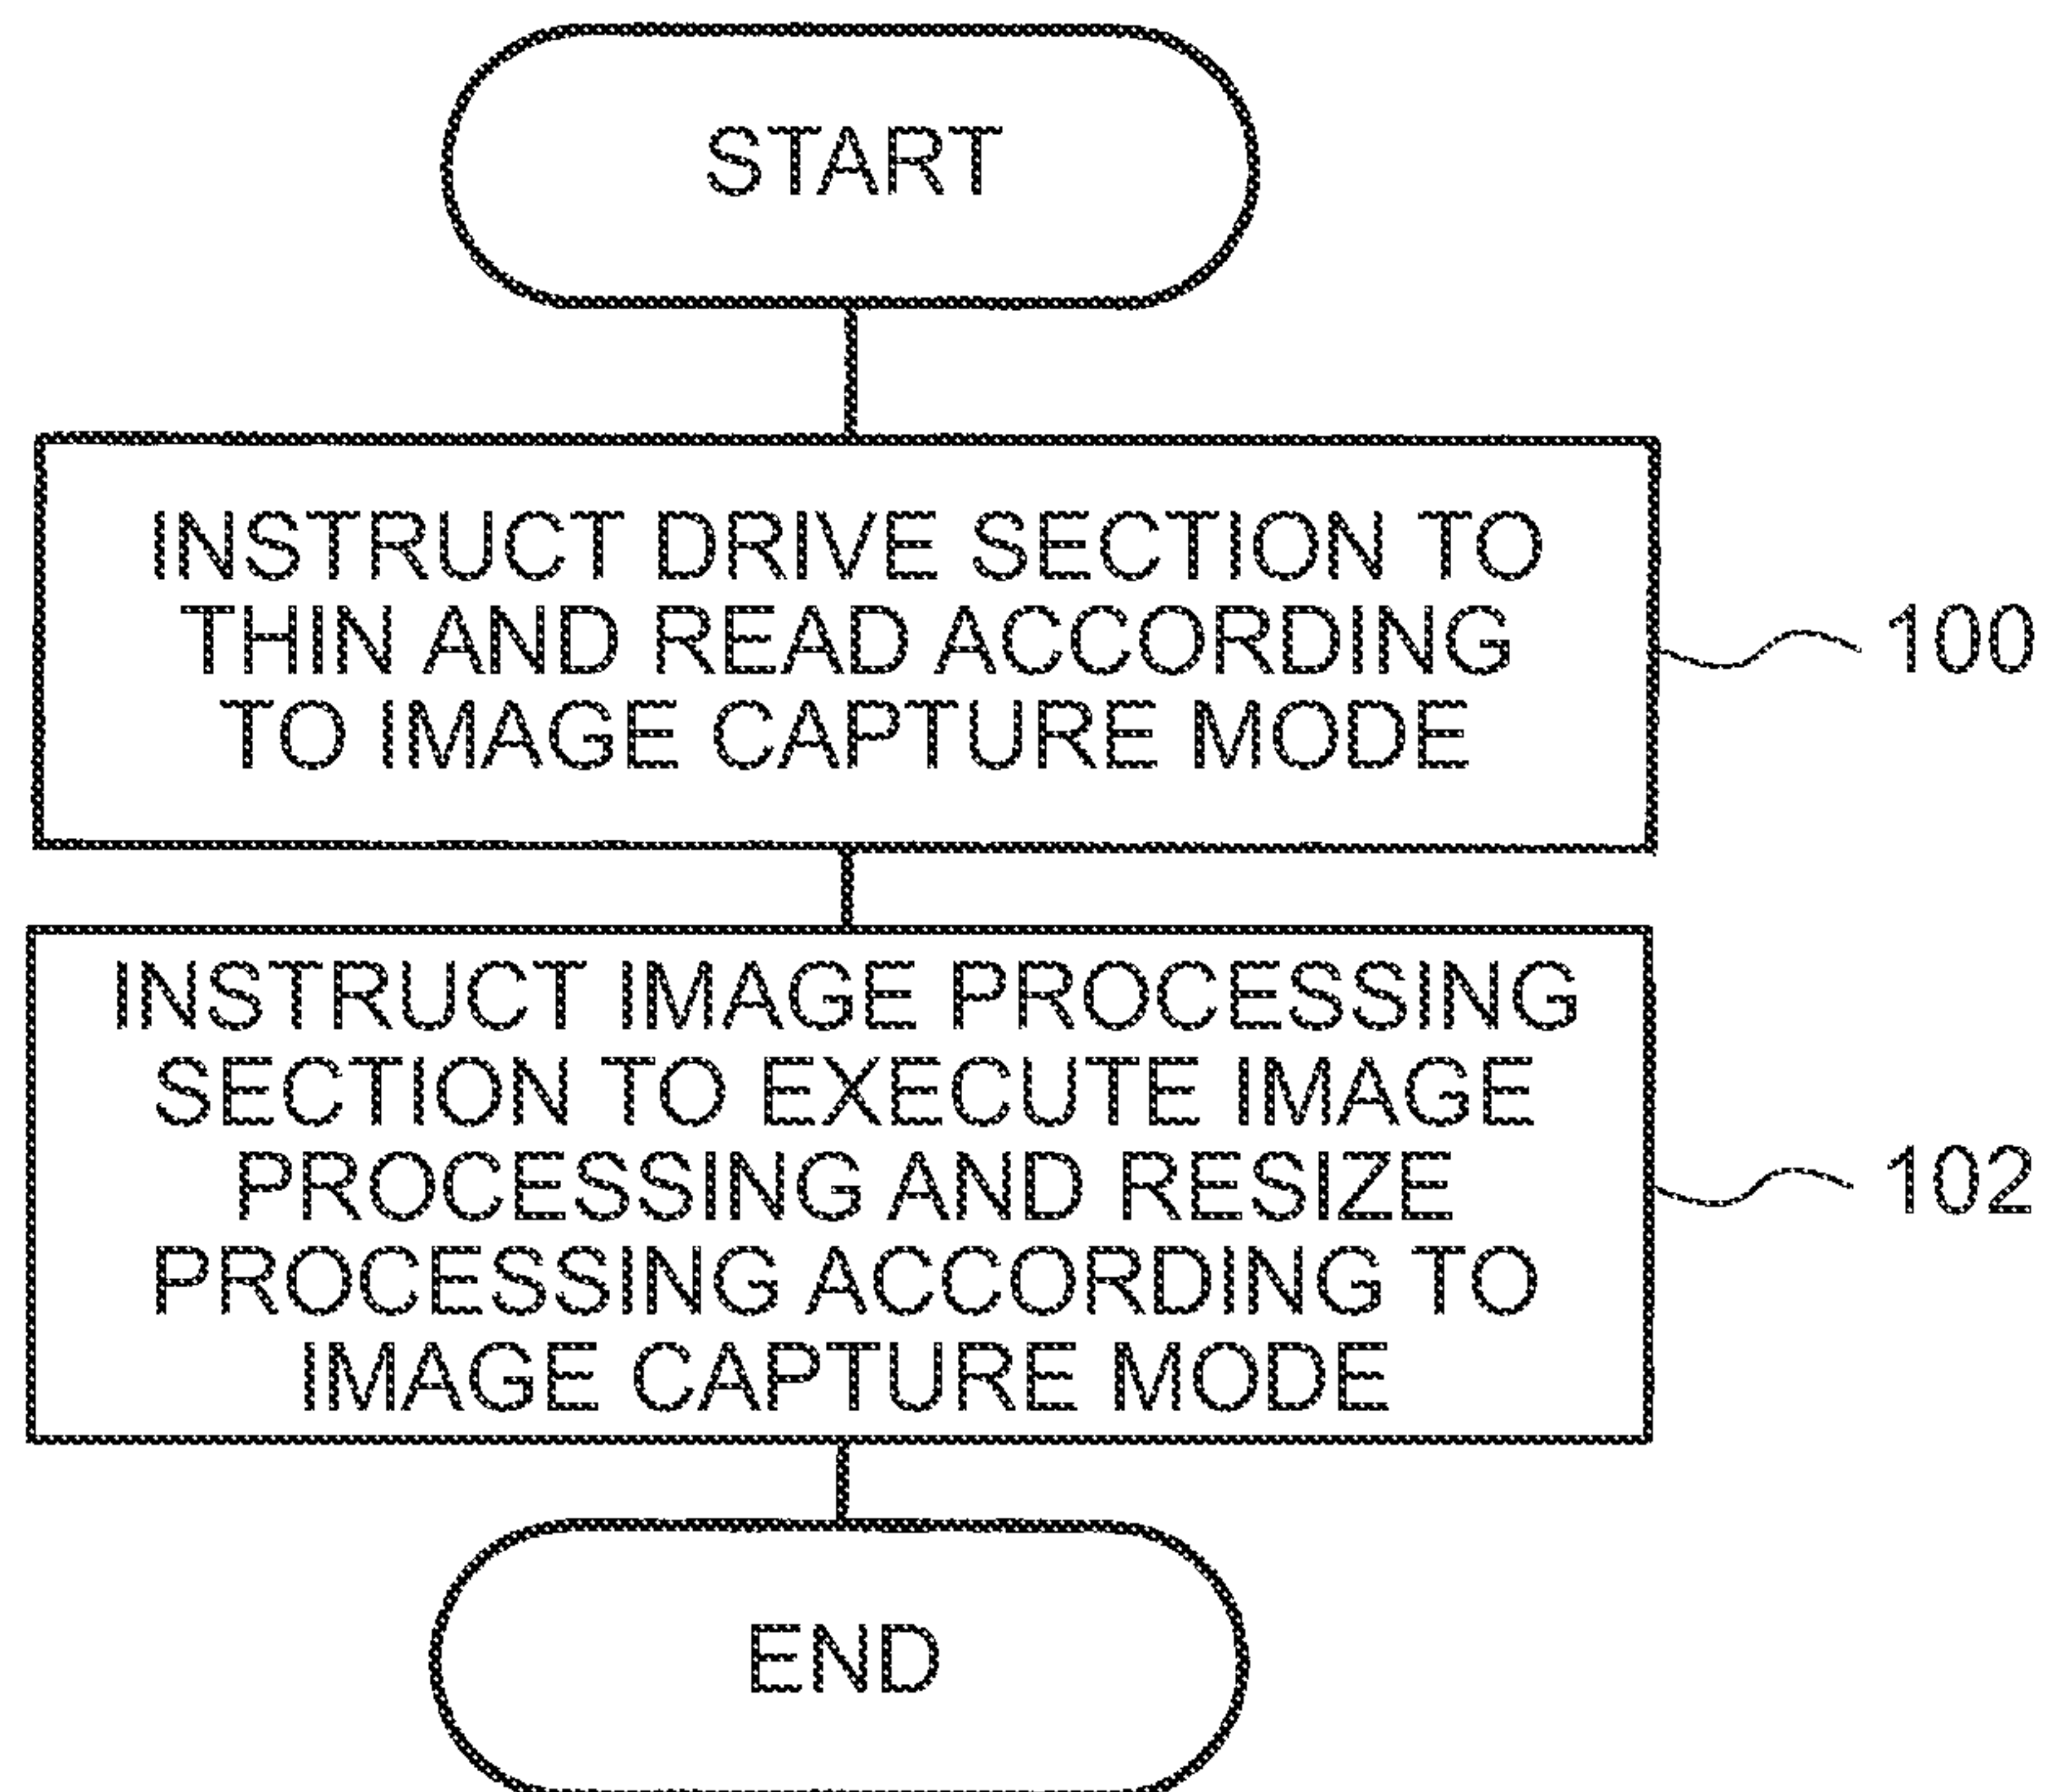 START
INSTRUCT DRIVE SECTION TO
THIN AND READ ACCORDING
TO IMAGE CAPTURE MODE
100
INSTRUCT IMAGE PROCESSING
SECTION TO EXECUTE IMAGE
PROCESSING AND RESIZE
PROCESSING ACCORDING TO
IMAGE CAPTURE MODE
102
END